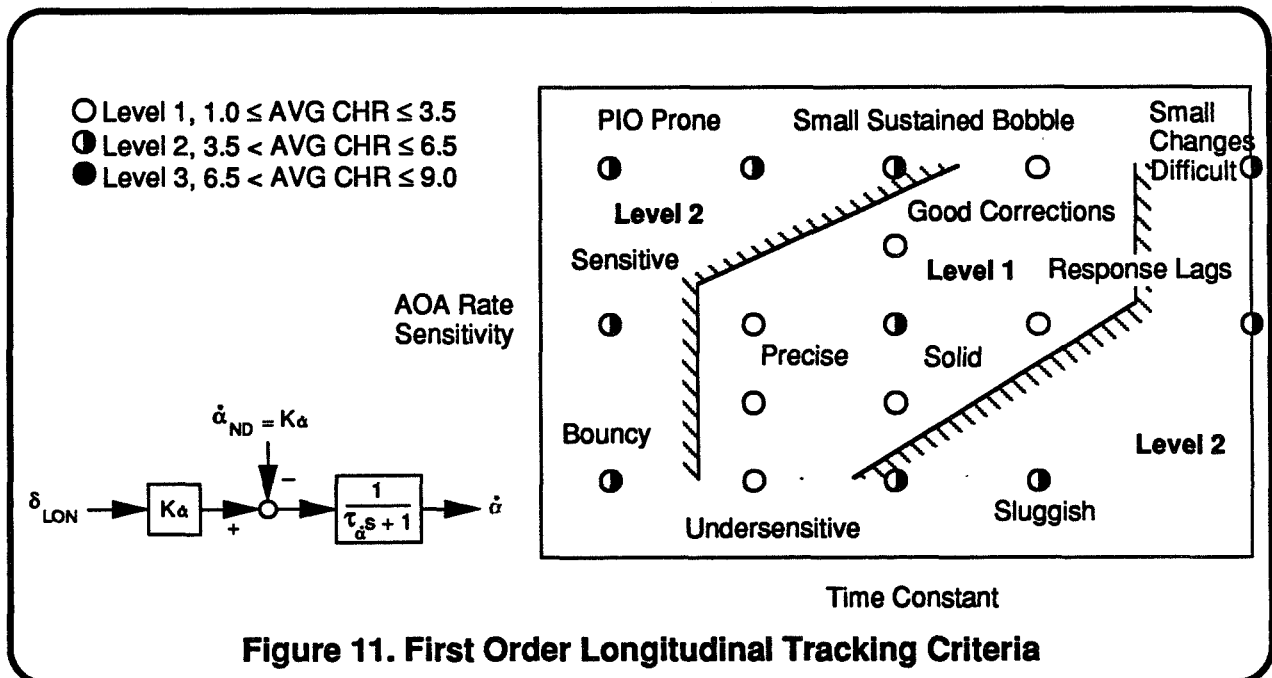 Level 1, 1.0 ≤ AVG CHR ≤ 3.5
Level 2, 3.5 < AVG CHR ≤ 6.5
Level 3, 6.5 < AVG CHR ≤ 9.0
PIO Prone
Small Sustained Bobble
Small
Changes
Difficult
Level 2
Good Corrections
Sensitive
Level 1
Response Lags
AOA Rate
Sensitivity
Precise
Solid
Bouncy
Level 2
Undersensitive
Sluggish
Time Constant
α̇ND = Kα̇
δLON
Kα̇
+
−
1
τα̇s + 1
α̇
Figure 11. First Order Longitudinal Tracking Criteria